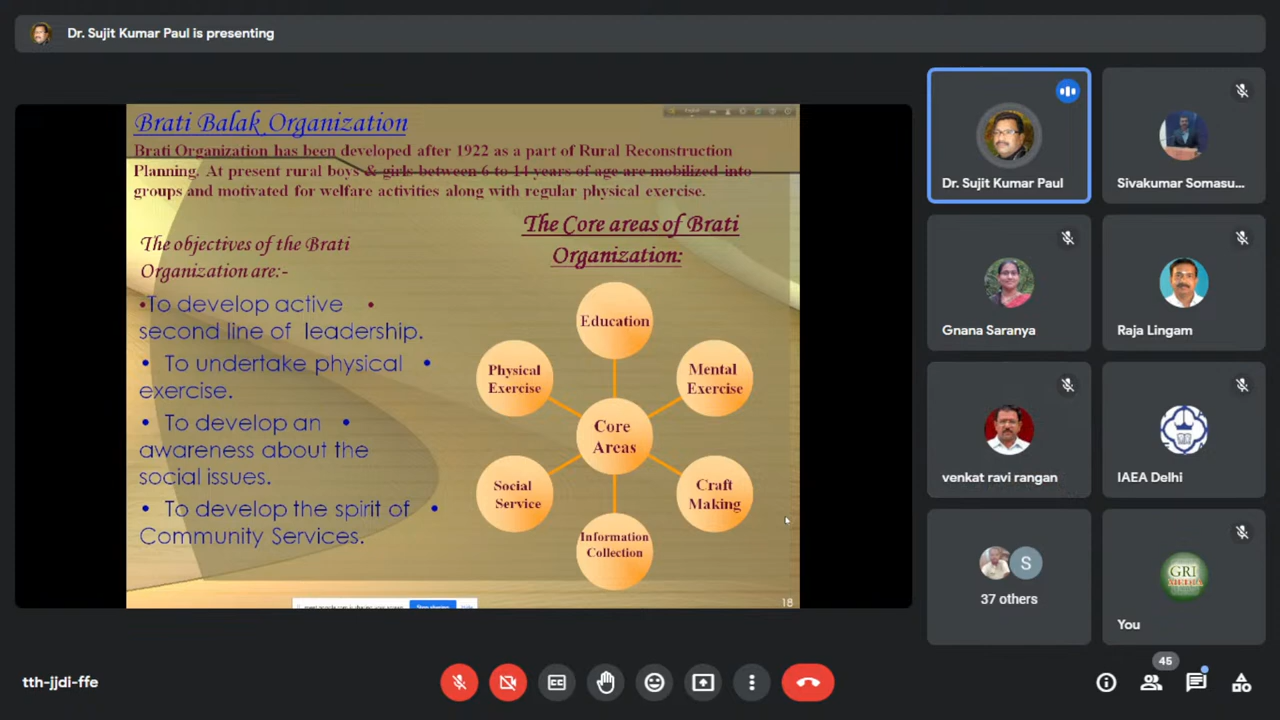 Dr. Sujit Kumar Paul is presenting
Brati Balak Organization
Brati Organization has been developed after 1922 as a part of Rural Reconstruction
Planning. At present rural boys & girls between 6 to 14 years of age are mobilized into
groups and motivated for welfare activities along with regular physical exercise.
The objectives of the Brati
Organization are:-
•To develop active •
second line of leadership.
• To undertake physical •
exercise.
• To develop an •
awareness about the
social issues.
• To develop the spirit of •
Community Services.
The Core areas of Brati
Organization:
Education
Physical
Exercise
Mental
Exercise
Core
Areas
Social
Service
Craft
Making
Information
Collection
18
Dr. Sujit Kumar Paul
Sivakumar Somasu...
Gnana Saranya
Raja Lingam
venkat ravi rangan
IAEA Delhi
S
37 others
GRI
You
tth-jjdi-ffe
45